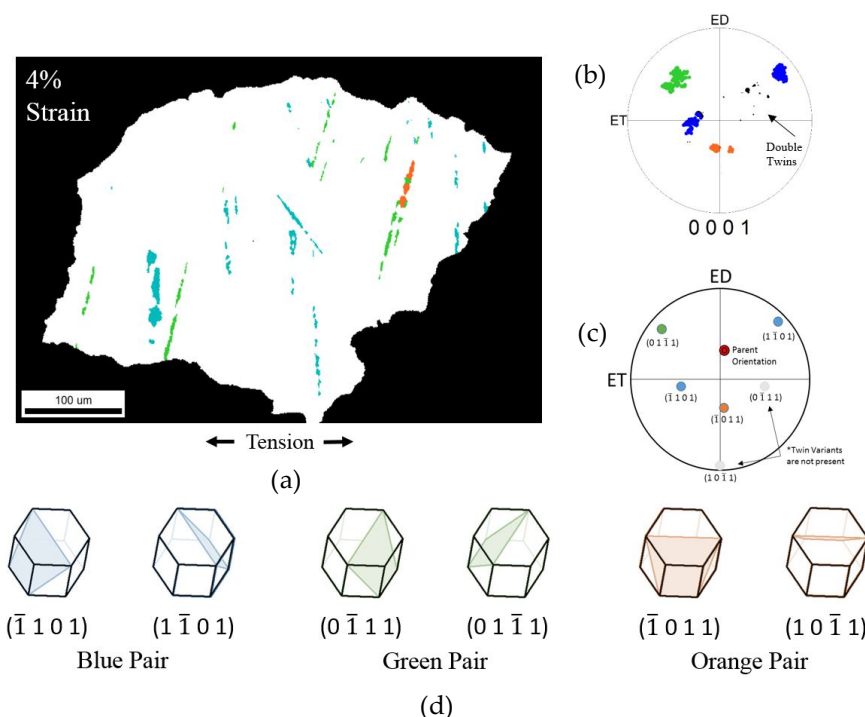 4%
Strain
100 um
Tension
(a)
(b)
ED
ET
Double
Twins
0 0 0 1
(c)
ED
ET
(0 1 1̅ 1)
(1 1̅ 0 1)
Parent
Orientation
(1̅ 1 0 1)
(0 1̅ 1 1)
(1̅ 0 1 1)
*Twin Variants
are not present
(1 0 1̅ 1)
(1̅ 1 0 1)
(1 1̅ 0 1)
(0 1̅ 1 1)
(0 1 1̅ 1)
(1̅ 0 1 1)
(1 0 1̅ 1)
Blue Pair
Green Pair
Orange Pair
(d)